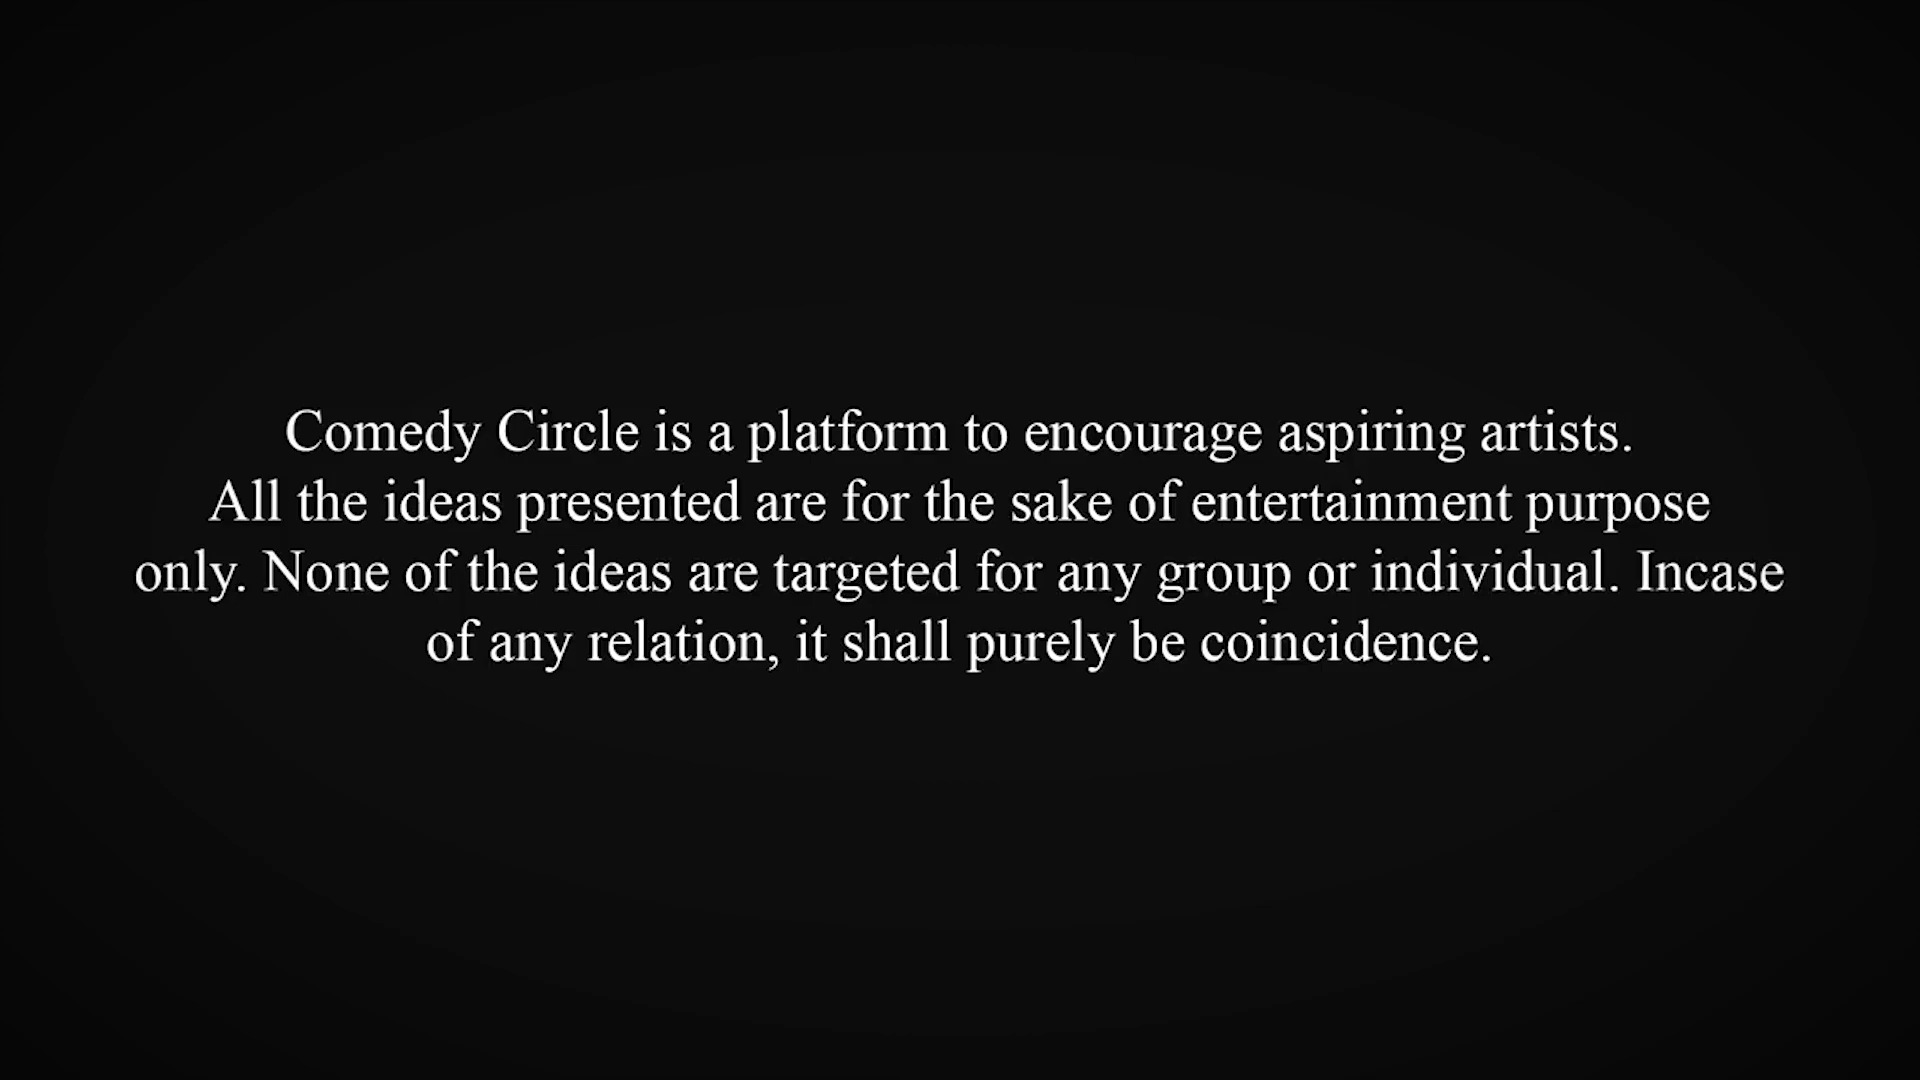 Comedy Circle is a platform to encourage aspiring artists.
All the ideas presented are for the sake of entertainment purpose
only. None of the ideas are targeted for any group or individual. Incase
of any relation, it shall purely be coincidence.